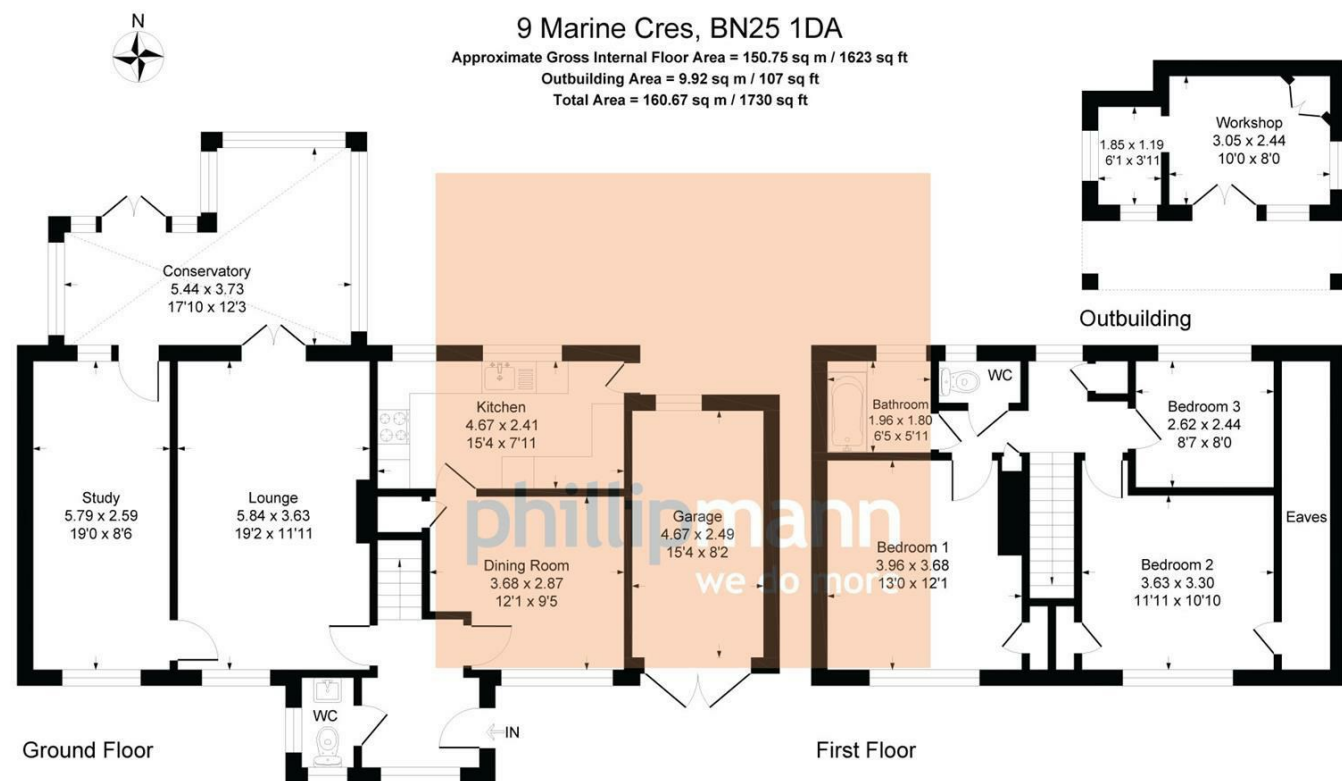 N
9 Marine Cres, BN25 1DA
Approximate Gross Internal Floor Area = 150.75 sq m / 1623 sq ft
Outbuilding Area = 9.92 sq m / 107 sq ft
Total Area = 160.67 sq m / 1730 sq ft
1.85 x 1.19
6'1 x 3'11
Workshop
3.05 x 2.44
10'0 x 8'0
Outbuilding
Conservatory
5.44 x 3.73
17'10 x 12'3
Study
5.79 x 2.59
19'0 x 8'6
Lounge
5.84 x 3.63
19'2 x 11'11
Kitchen
4.67 x 2.41
15'4 x 7'11
Dining Room
3.68 x 2.87
12'1 x 9'5
Garage
4.67 x 2.49
15'4 x 8'2
phillipmann
we do more
WC
IN
Ground Floor
Bathroom
1.96 x 1.80
6'5 x 5'11
WC
Bedroom 3
2.62 x 2.44
8'7 x 8'0
Bedroom 1
3.96 x 3.68
13'0 x 12'1
Bedroom 2
3.63 x 3.30
11'11 x 10'10
Eaves
First Floor